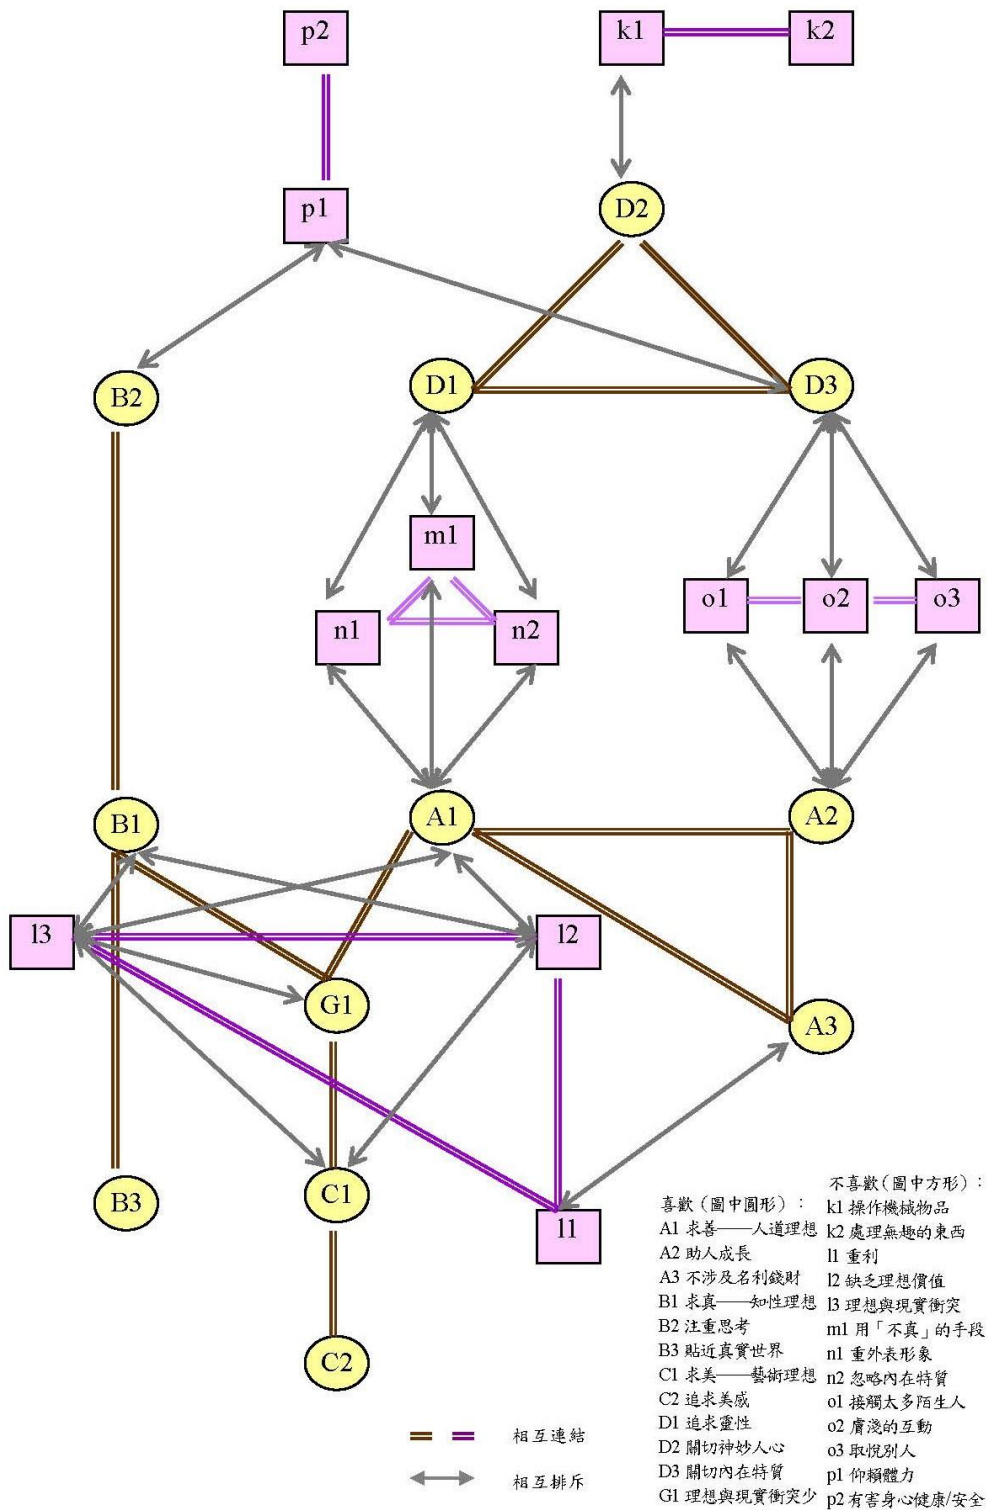 p2
k1
k2
p1
D2
B2
D1
D3
m1
n1
n2
o1
o2
o3
B1
A1
A2
l3
l2
G1
A3
B3
C1
l1
C2
喜歡（圖中圓形）：
A1 求善——人道理想
A2 助人成長
A3 不涉及名利錢財
B1 求真——知性理想
B2 注重思考
B3 貼近真實世界
C1 求美——藝術理想
C2 追求美感
D1 追求靈性
D2 關切神妙人心
D3 關切內在特質
G1 理想與現實衝突少
不喜歡（圖中方形）：
k1 操作機械物品
k2 處理無趣的東西
l1 重利
l2 缺乏理想價值
l3 理想與現實衝突
m1 用「不真」的手段
n1 重外表形象
n2 忽略內在特質
o1 接觸太多陌生人
o2 膚淺的互動
o3 取悅別人
p1 仰賴體力
p2 有害身心健康/安全
相互連結
相互排斥